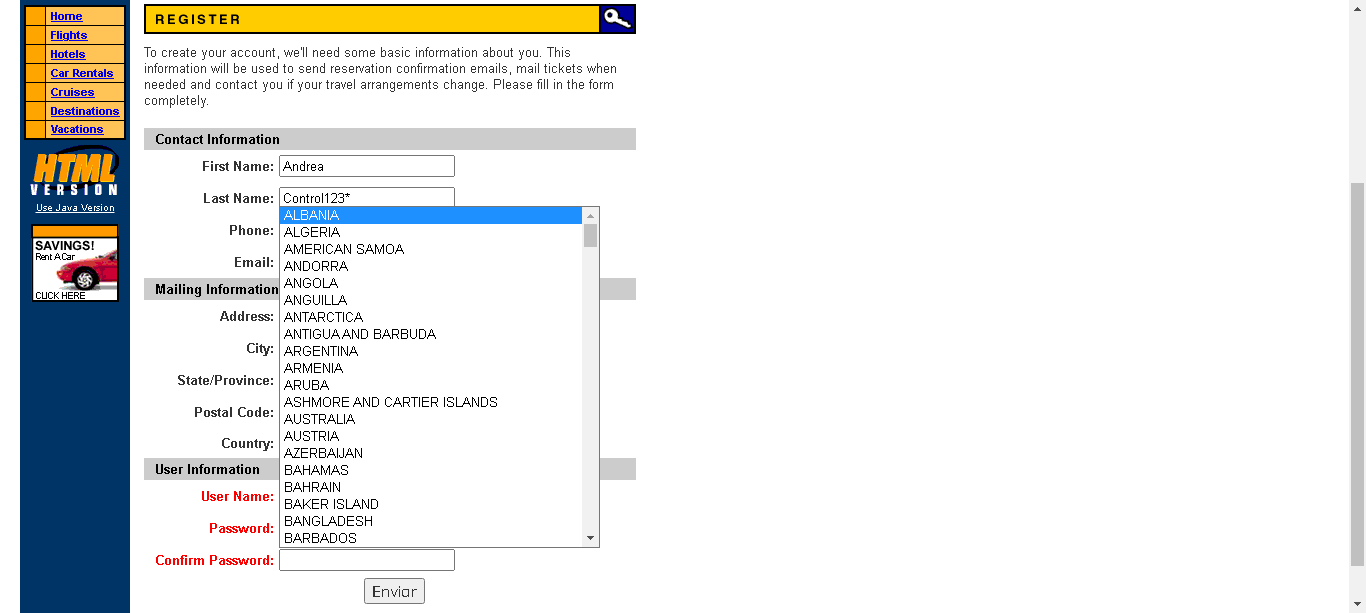 Home
Flights
Hotels
Car Rentals
Cruises
Destinations
Vacations
HTML
VERSION
Use Java Version
SAVINGS!
Rent A Car
CLICK HERE
REGISTER
To create your account, we'll need some basic information about you. This
information will be used to send reservation confirmation emails, mail tickets when
needed and contact you if your travel arrangements change. Please fill in the form
completely.
Contact Information
First Name: Andrea
Last Name: Control123*
Phone:
Email:
Mailing Information
Address:
City:
State/Province:
Postal Code:
Country:
ALBANIA
ALGERIA
AMERICAN SAMOA
ANDORRA
ANGOLA
ANGUILLA
ANTARCTICA
ANTIGUA AND BARBUDA
ARGENTINA
ARMENIA
ARUBA
ASHMORE AND CARTIER ISLANDS
AUSTRALIA
AUSTRIA
AZERBAIJAN
BAHAMAS
BAHRAIN
BAKER ISLAND
BANGLADESH
BARBADOS
User Information
User Name:
Password:
Confirm Password:
Enviar